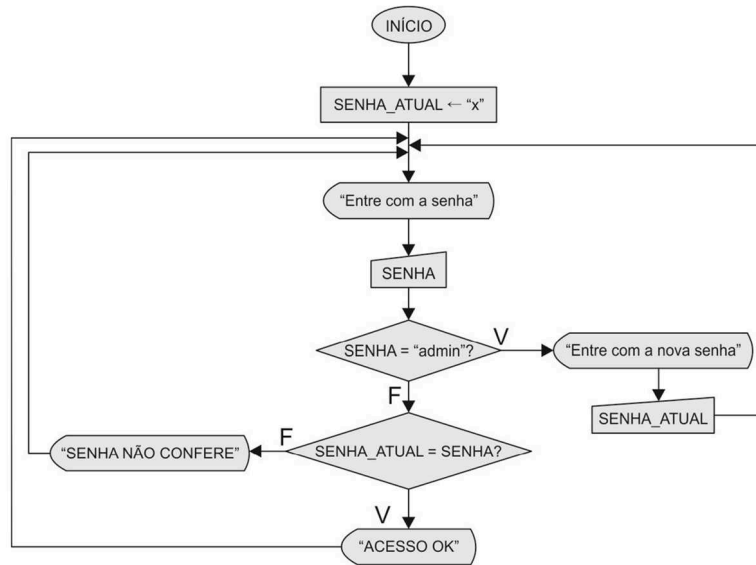 INÍCIO
SENHA_ATUAL ← “x”
“Entre com a senha”
SENHA
SENHA = “admin”?
V
“Entre com a nova senha”
F
SENHA_ATUAL
SENHA_ATUAL = SENHA?
F
“SENHA NÃO CONFERE”
V
“ACESSO OK”